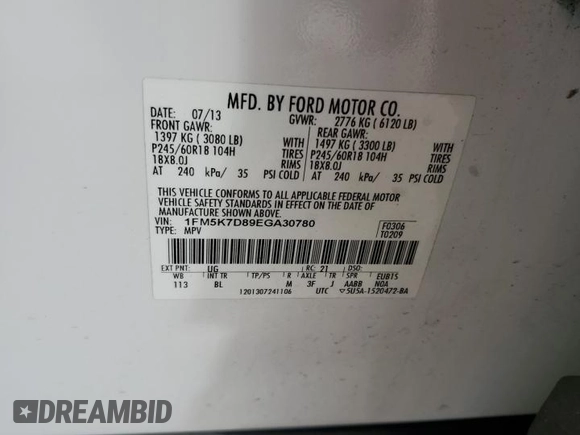 MFD. BY FORD MOTOR CO.
DATE: 07/13 GVWR: 2776 KG ( 6120 LB)
FRONT GAWR: REAR GAWR:
1397 KG ( 3080 LB) WITH 1497 KG ( 3300 LB) WITH
P245/60R18 104H TIRES P245/60R18 104H TIRES
18X8.0J RIMS 18X8.0J RIMS
AT 240 kPa/ 35 PSI COLD AT 240 kPa/ 35 PSI COLD
THIS VEHICLE CONFORMS TO ALL APPLICABLE FEDERAL MOTOR
VEHICLE SAFETY STANDARDS IN EFFECT ON THE DATE OF
MANUFACTURE SHOWN ABOVE.
VIN: 1FM5K7D89EGA30780 F0306
TYPE: MPV T0209
EXT PNT: UG RC: 21 DSO:
WB INT TR TP/PS R AXLE TR SPR EUB15
113 BL M 3F J AABB NOA
1201307241106 UTC 5U5A-1520472-BA
DREAMBID